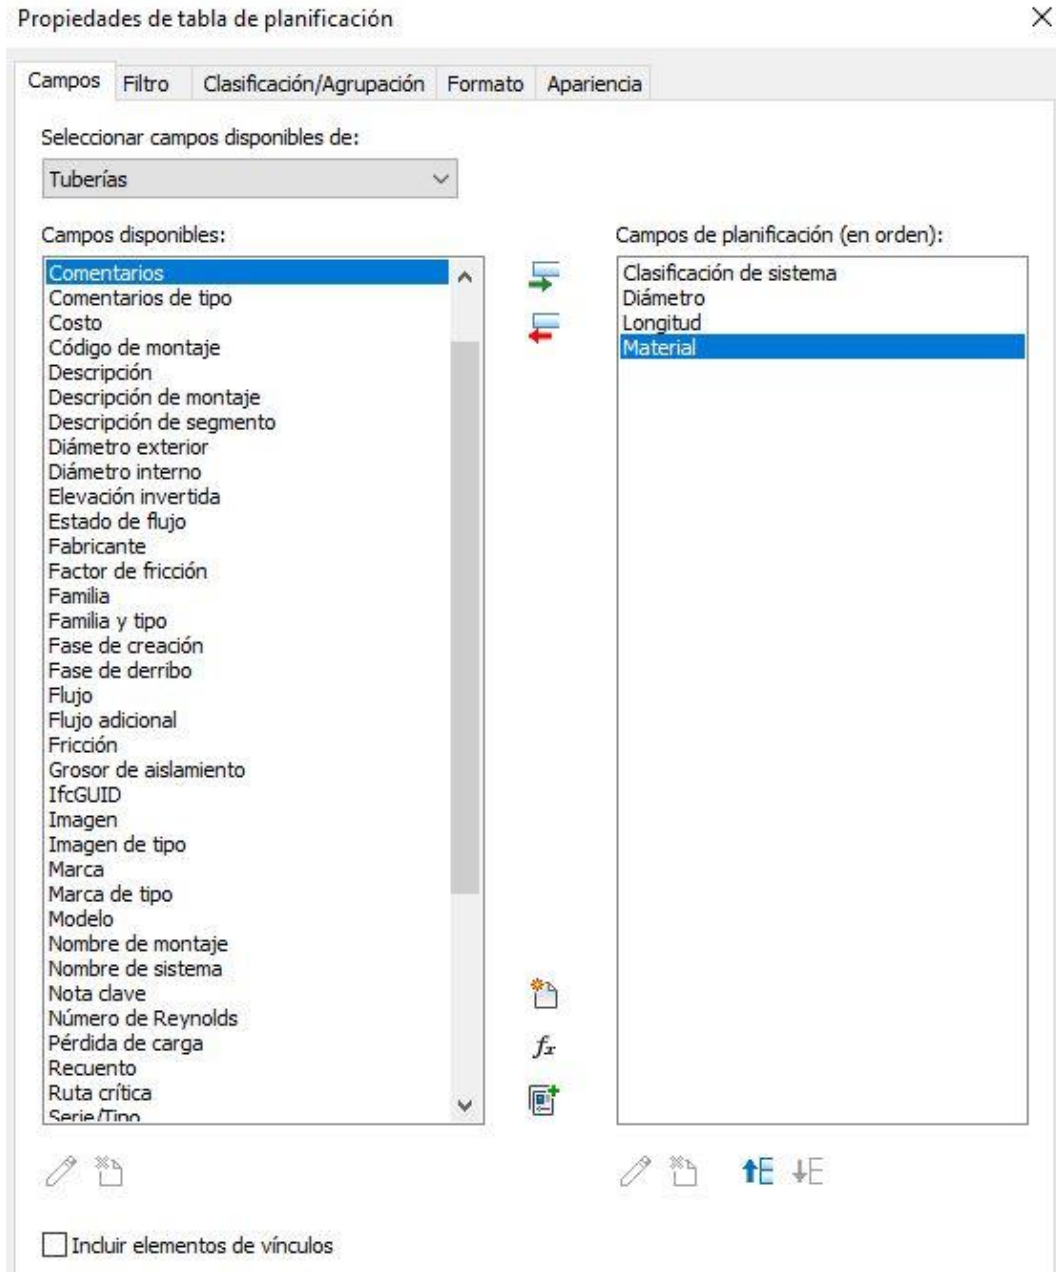 Propiedades de tabla de planificación
Campos Filtro Clasificación/Agrupación Formato Apariencia
Seleccionar campos disponibles de:
Tuberías
Campos disponibles:
Comentarios
Comentarios de tipo
Costo
Código de montaje
Descripción
Descripción de montaje
Descripción de segmento
Diámetro exterior
Diámetro interno
Elevación invertida
Estado de flujo
Fabricante
Factor de fricción
Familia
Familia y tipo
Fase de creación
Fase de derribo
Flujo
Flujo adicional
Fricción
Grosor de aislamiento
IfcGUID
Imagen
Imagen de tipo
Marca
Marca de tipo
Modelo
Nombre de montaje
Nombre de sistema
Nota clave
Número de Reynolds
Pérdida de carga
Recuento
Ruta crítica
Serie/Tipo
fx
Campos de planificación (en orden):
Clasificación de sistema
Diámetro
Longitud
Material
Incluir elementos de vínculos